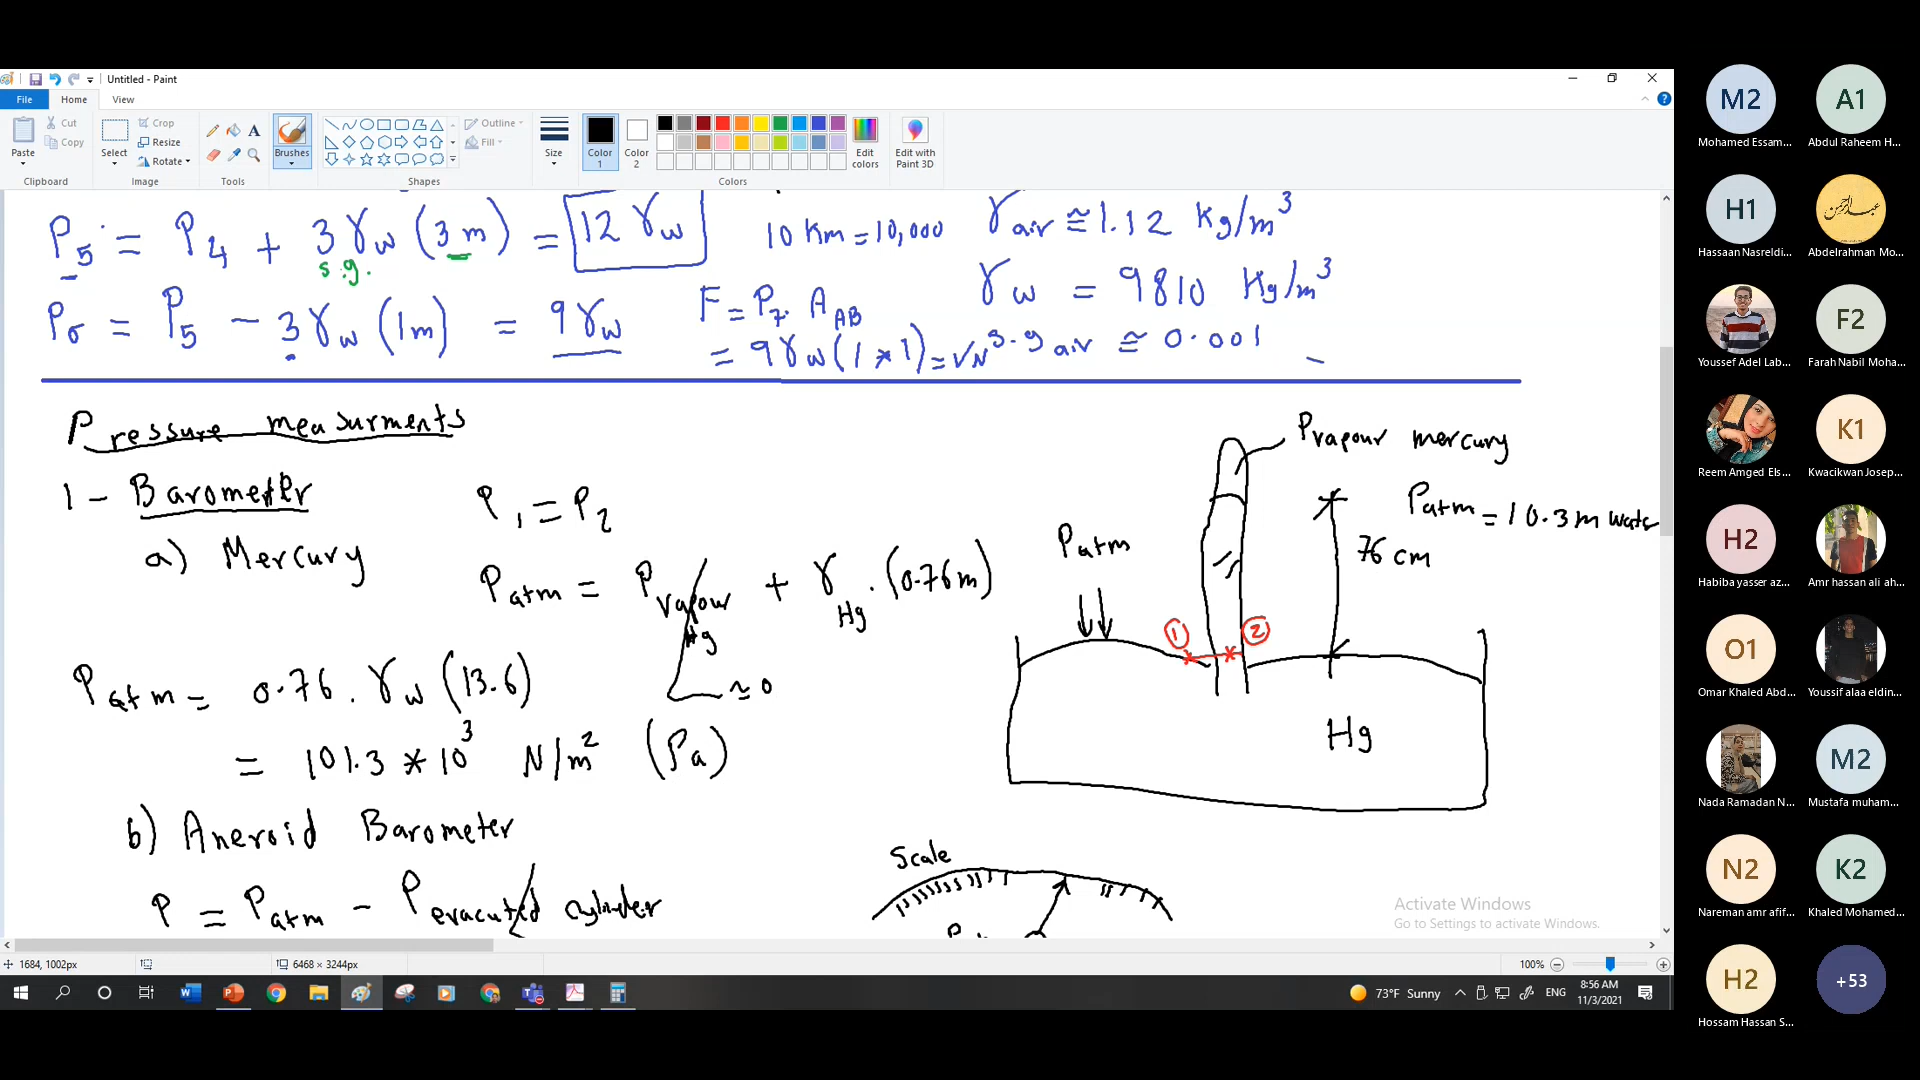 Untitled - Paint
File Home View
Paste Cut Copy
Clipboard
Select Crop Resize Rotate
Image
A
Tools
Brushes
Outline Fill
Shapes
Size
Color 1
Color 2
Edit colors
Colors
Edit with Paint 3D
P5 = P4 + 3γw (3 m) = 12 γw
s.g.
10 Km = 10,000
γair ≅ 1.12 Kg/m³
γw = 9810 Kg/m³
P6 = P5 - 3γw (1m) = 9γw
F = P7. A AB
= 9γw (1*1) = √N
s.g air ≅ 0.001
Pressure measurments
1 - Barometer
a) Mercury
P1 = P2
Patm = Pvapour Hg + γHg . (0.76m)
≅ 0
Patm = 0.76 . γw (13.6)
= 101.3 * 10³ N/m² (Pa)
b) Aneroid Barometer
P = Patm - Pevacuted cylinder
Pvapour mercury
Patm = 10.3 m
Patm
76 cm
1 2
Hg
Scale
Activate Windows
Go to Settings to activate Windows.
1684, 1002px
6468 × 3244px
100%
73°F Sunny
ENG
8:56 AM
11/3/2021
M2 A1
Mohamed Essam... Abdul Raheem H...
H1
Hassaan Nasreldi... Abdelrahman Mo...
F2
Youssef Adel Lab... Farah Nabil Moha...
K1
Reem Amged Els... Kwacikwan Josep...
H2
Habiba yasser az... Amr hassan ali ah...
O1
Omar Khaled Abd... Youssif alaa eldin...
M2
Nada Ramadan N... Mustafa muham...
N2 K2
Nareman amr afif... Khaled Mohamed...
H2 +53
Hossam Hassan S...